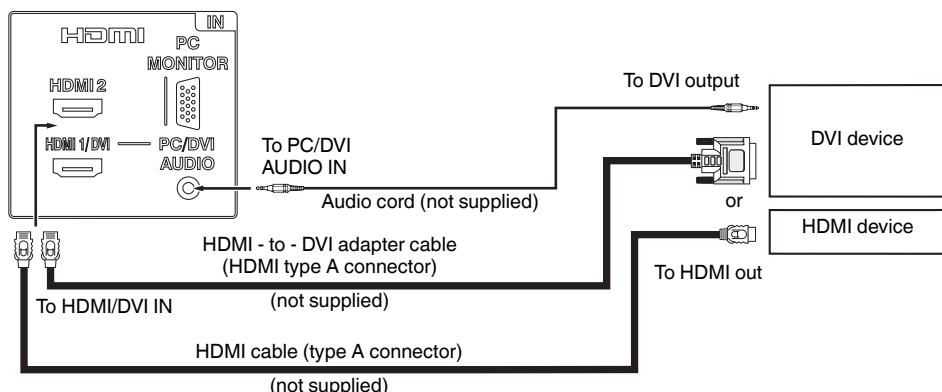 IN
HDMI
PC
MONITOR
HDMI 2
HDMI 1/DVI
PC/DVI
AUDIO
To PC/DVI
AUDIO IN
To DVI output
DVI device
Audio cord (not supplied)
or
HDMI device
HDMI - to - DVI adapter cable
(HDMI type A connector)
(not supplied)
To HDMI out
To HDMI/DVI IN
HDMI cable (type A connector)
(not supplied)